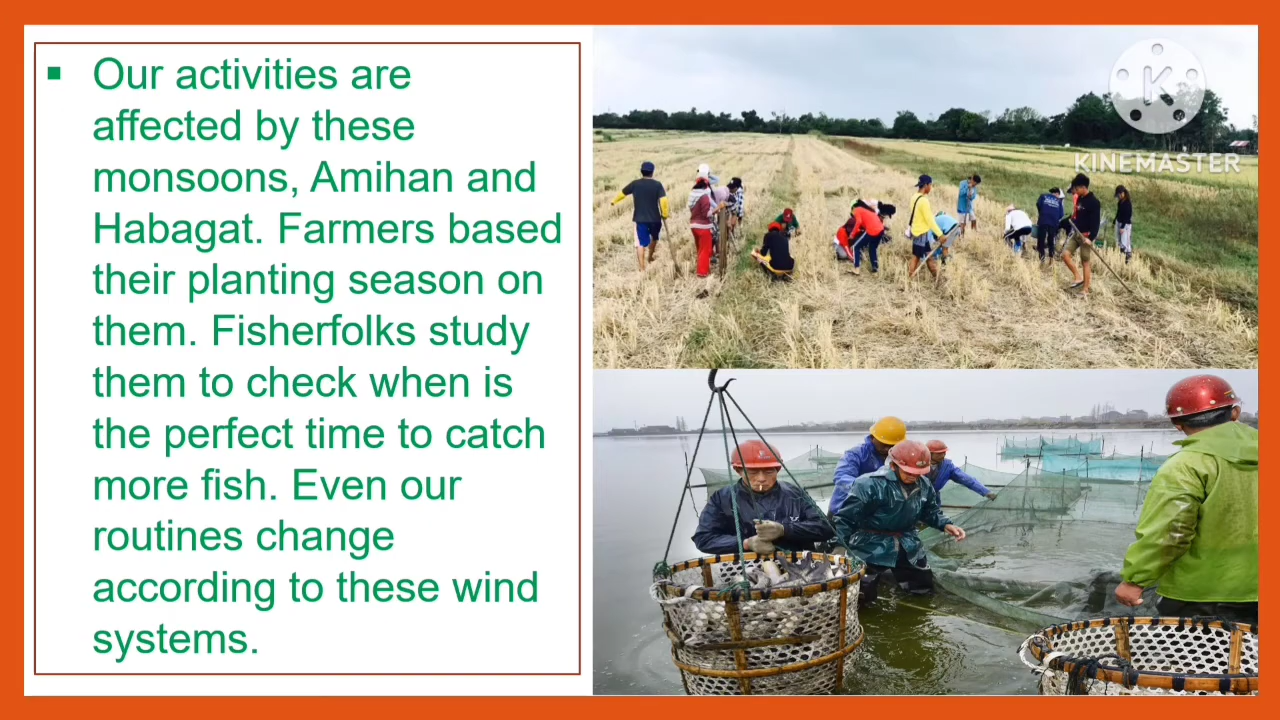 ▪ Our activities are
affected by these
monsoons, Amihan and
Habagat. Farmers based
their planting season on
them. Fisherfolks study
them to check when is
the perfect time to catch
more fish. Even our
routines change
according to these wind
systems.
K
KINEMASTER